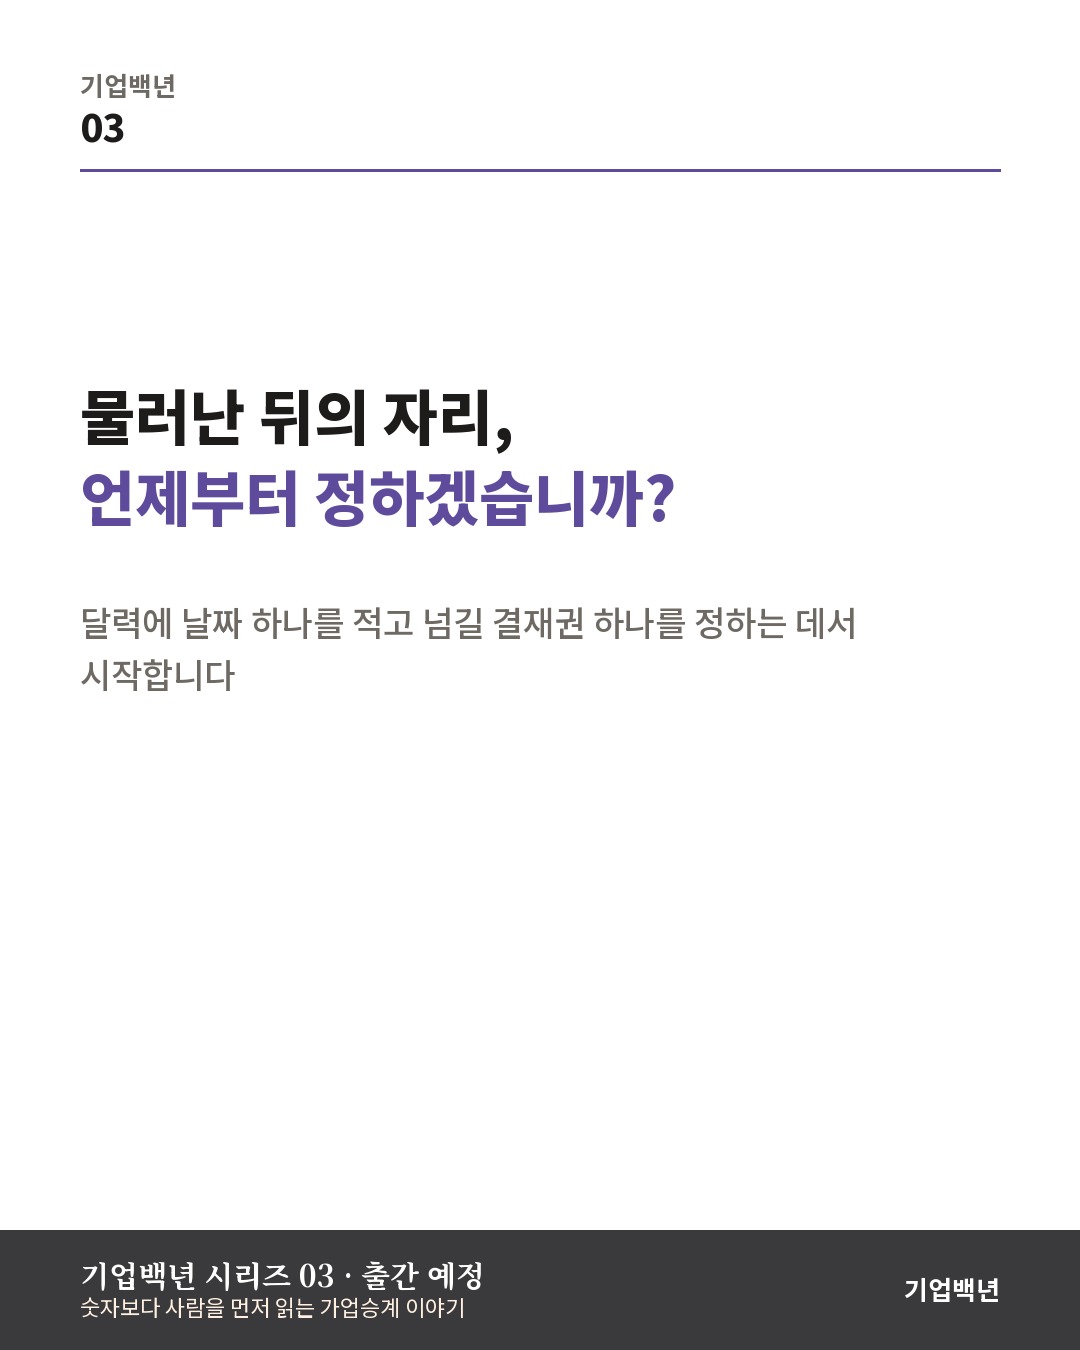 기업백년
03
물러난 뒤의 자리,
언제부터 정하겠습니까?
달력에 날짜 하나를 적고 넘길 결재권 하나를 정하는 데서
시작합니다
기업백년 시리즈 03 · 출간 예정
숫자보다 사람을 먼저 읽는 가업승계 이야기
기업백년